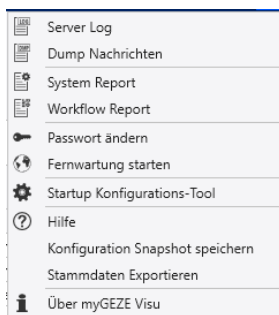 Server Log
Dump Nachrichten
System Report
Workflow Report
Passwort ändern
Fernwartung starten
Startup Konfigurations-Tool
Hilfe
Konfiguration Snapshot speichern
Stammdaten Exportieren
Über myGEZE Visu